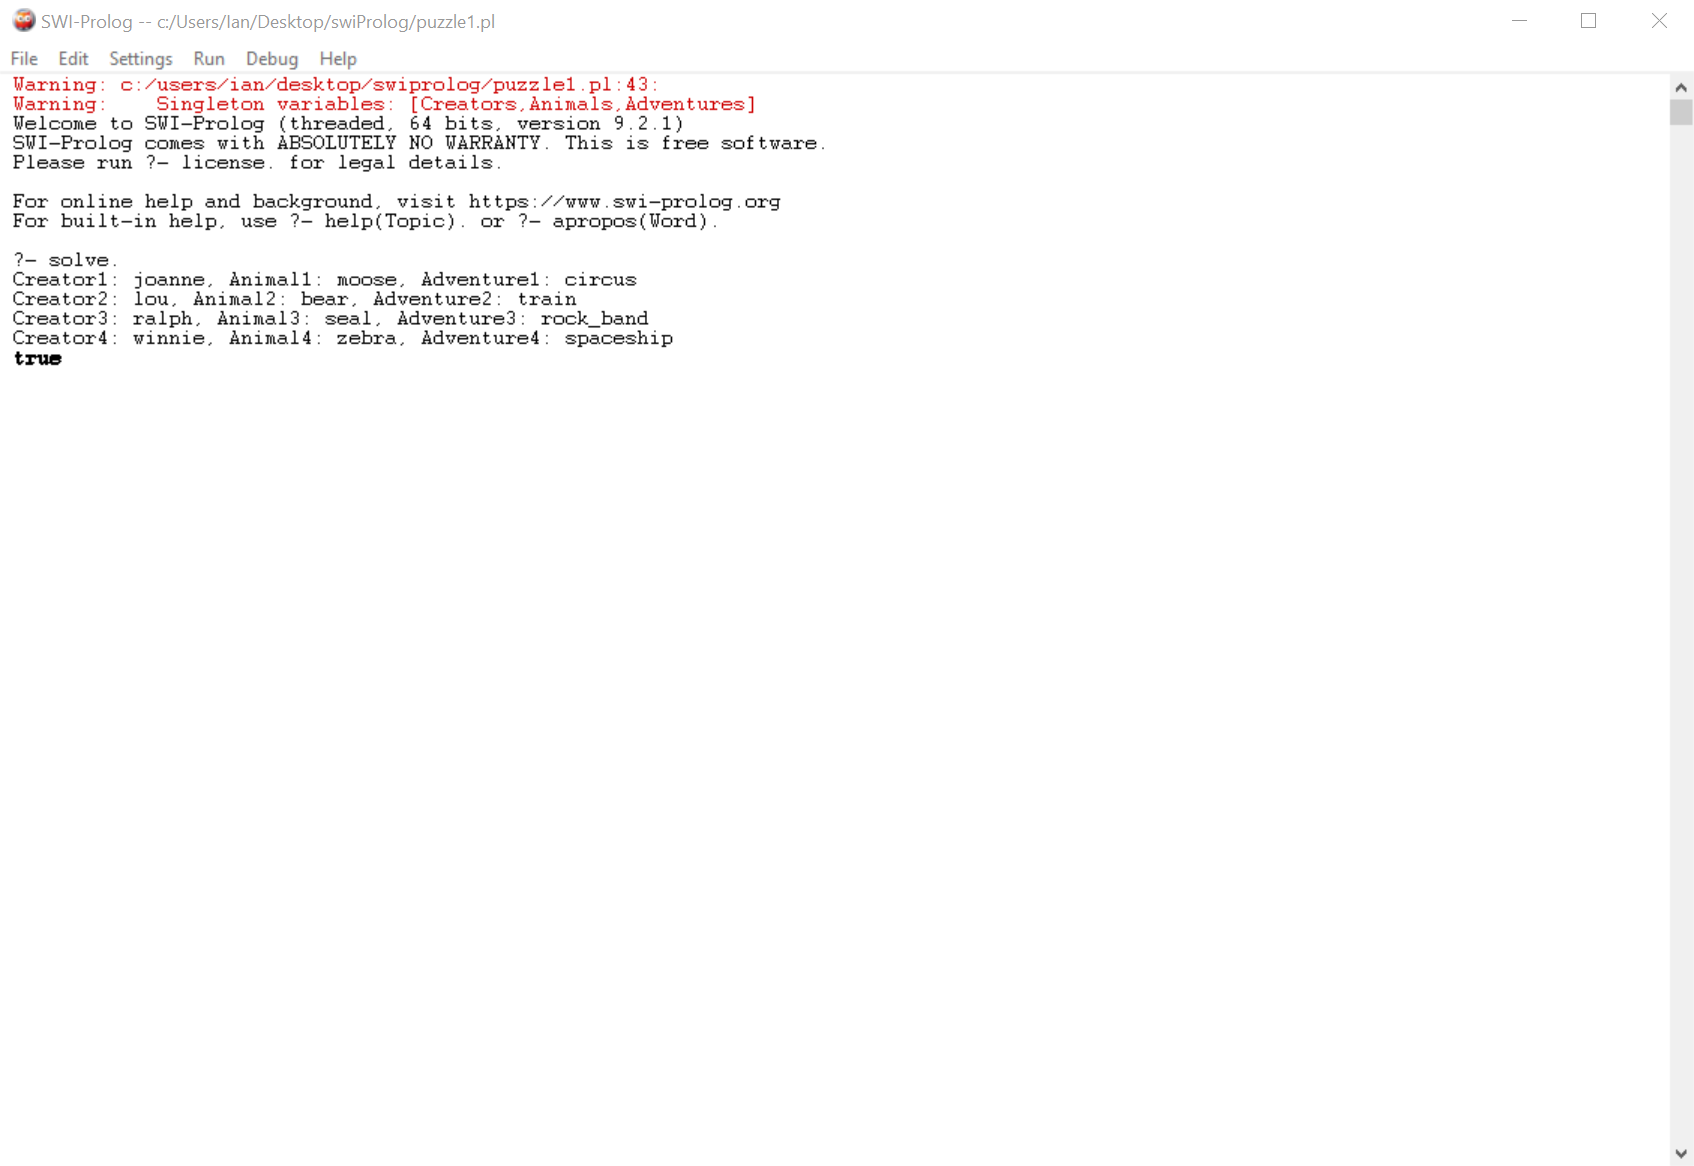 SWI-Prolog -- c:/Users/Ian/Desktop/swiProlog/puzzle1.pl
File Edit Settings Run Debug Help
Warning: c:/users/ian/desktop/swiprolog/puzzle1.pl:43:
Warning:    Singleton variables: [Creators,Animals,Adventures]
Welcome to SWI-Prolog (threaded, 64 bits, version 9.2.1)
SWI-Prolog comes with ABSOLUTELY NO WARRANTY. This is free software.
Please run ?- license. for legal details.
For online help and background, visit https://www.swi-prolog.org
For built-in help, use ?- help(Topic). or ?- apropos(Word).
?- solve.
Creator1: joanne, Animal1: moose, Adventure1: circus
Creator2: lou, Animal2: bear, Adventure2: train
Creator3: ralph, Animal3: seal, Adventure3: rock_band
Creator4: winnie, Animal4: zebra, Adventure4: spaceship
true